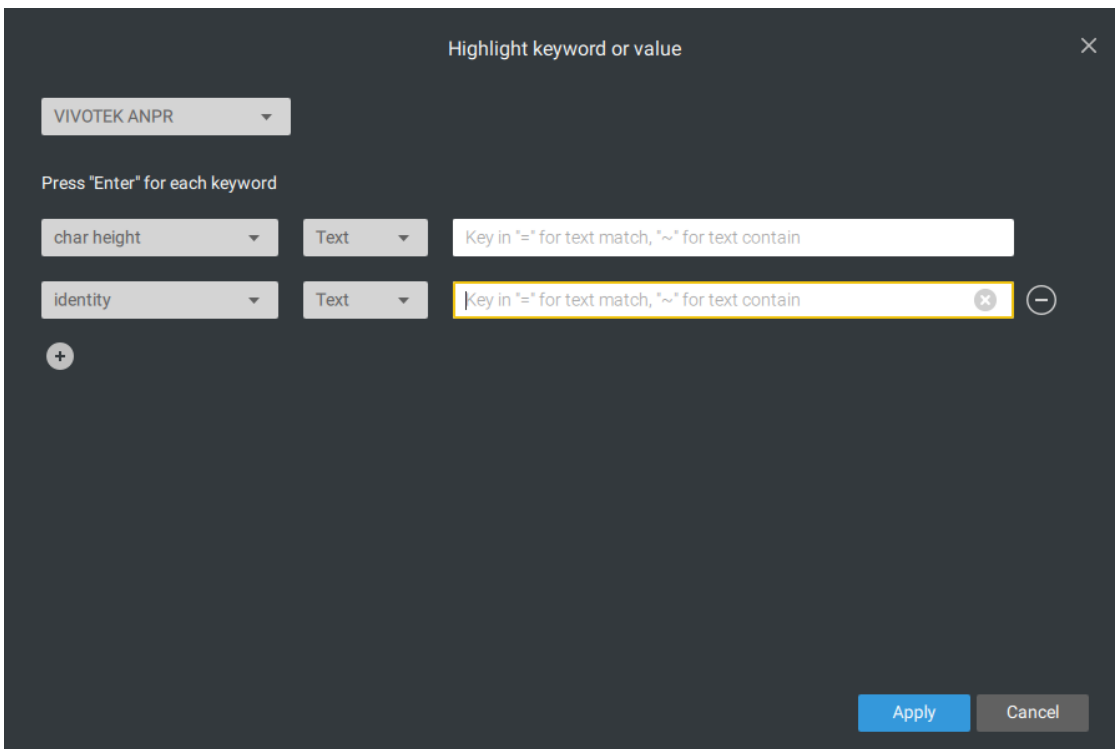 Highlight keyword or value
VIVOTEK ANPR
Press "Enter" for each keyword
char height Text Key in "=" for text match, "~" for text contain
identity Text Key in "=" for text match, "~" for text contain
Apply Cancel